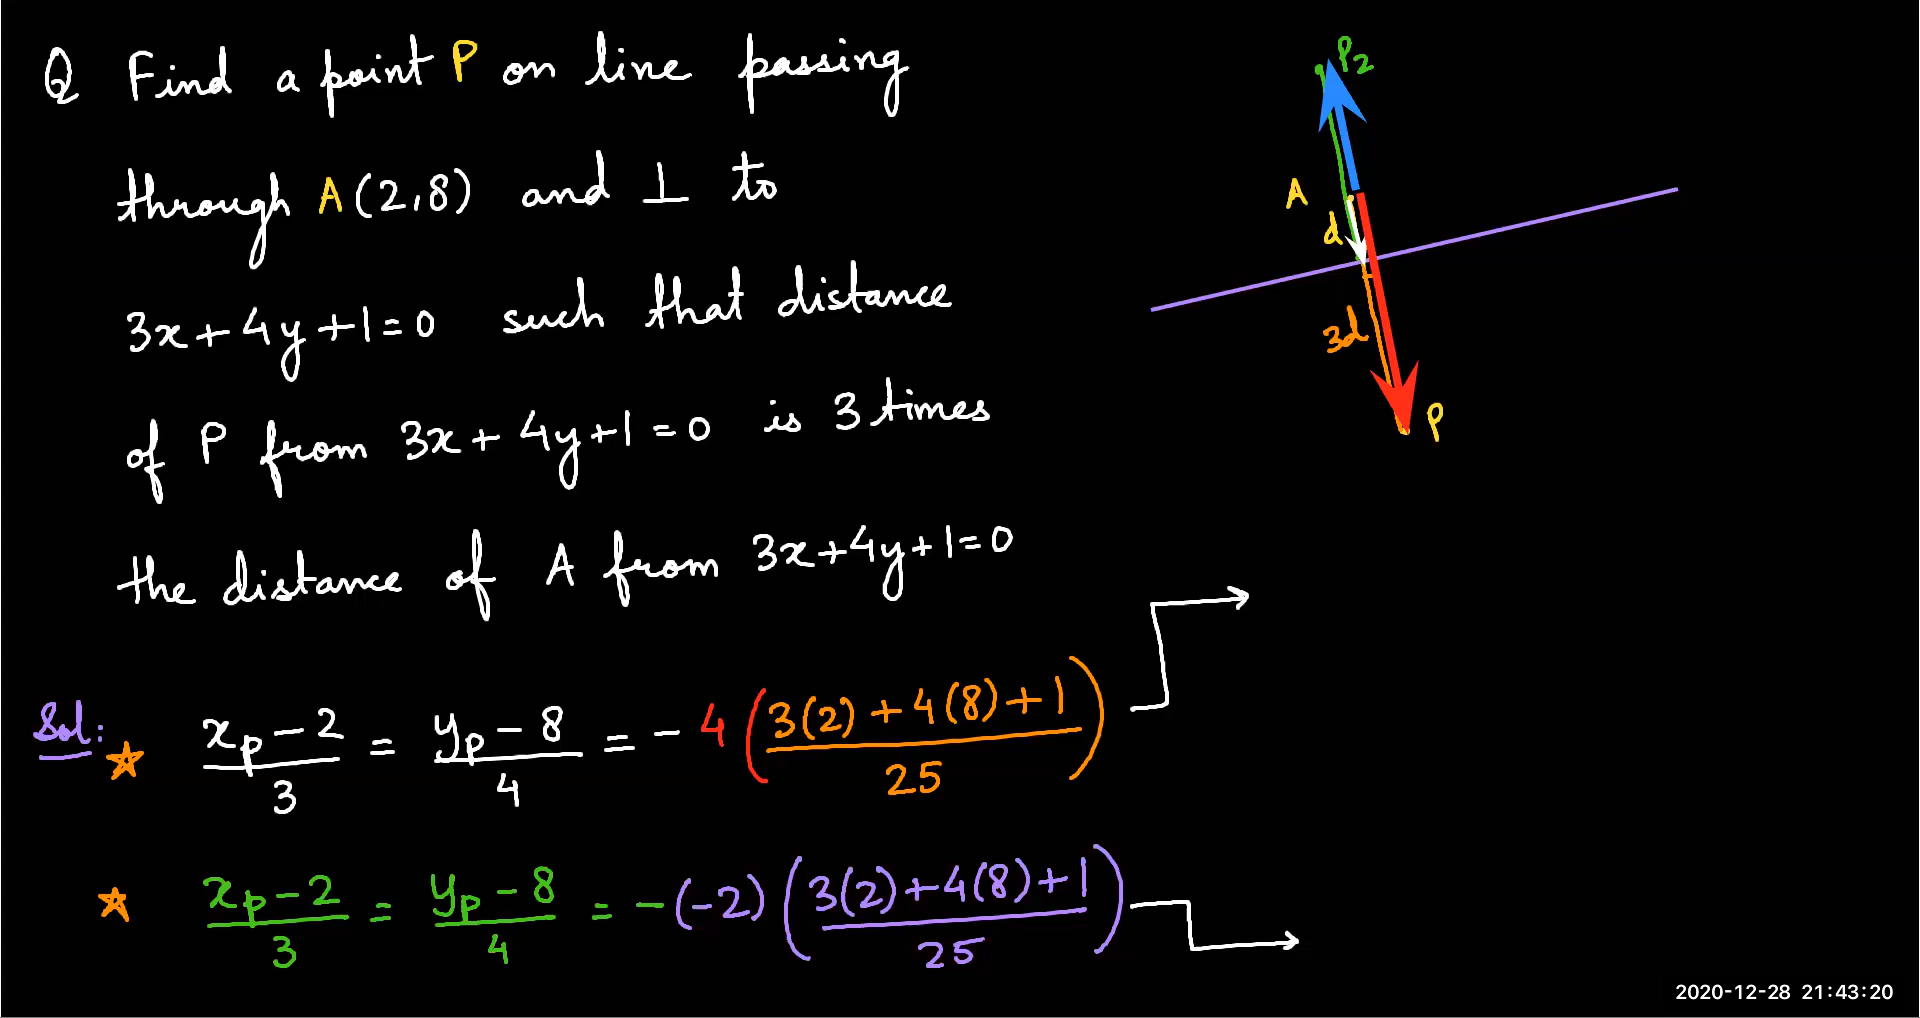 Q Find a point P on line passing
through A(2,8) and ⊥ to
3x+4y+1=0 such that distance
of P from 3x+4y+1=0 is 3 times
the distance of A from 3x+4y+1=0
P2
A
d
3d
P
Sol: ☆ (xp-2)/3 = (yp-8)/4 = -4((3(2)+4(8)+1)/25)
☆ (xp-2)/3 = (yp-8)/4 = -(-2)((3(2)+4(8)+1)/25)
2020-12-28 21:43:20